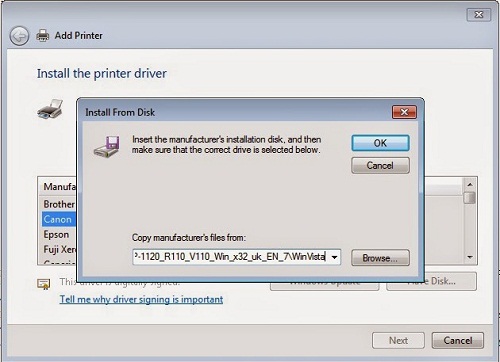 Add Printer
Install the printer driver
Install From Disk
Insert the manufacturer's installation disk, and then
make sure that the correct drive is selected below.
OK
Cancel
Manufa
Brother
Canon
Epson
Fuji Xero
Generic
Copy manufacturer's files from:
-1120_R110_V110_Win_x32_uk_EN_7\WinVista
Browse...
This driver is digitally signed.
Windows Update
Have Disk...
Tell me why driver signing is important
Next
Cancel